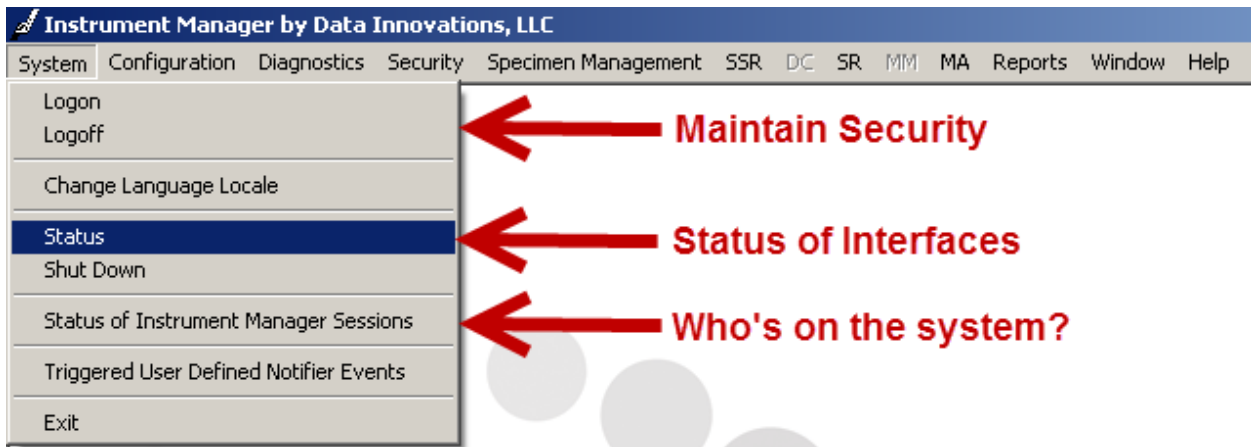 Instrument Manager by Data Innovations, LLC
System Configuration Diagnostics Security Specimen Management SSR DC SR MM MA Reports Window Help
Logon
Logoff
Maintain Security
Change Language Locale
Status
Status of Interfaces
Shut Down
Status of Instrument Manager Sessions
Who's on the system?
Triggered User Defined Notifier Events
Exit